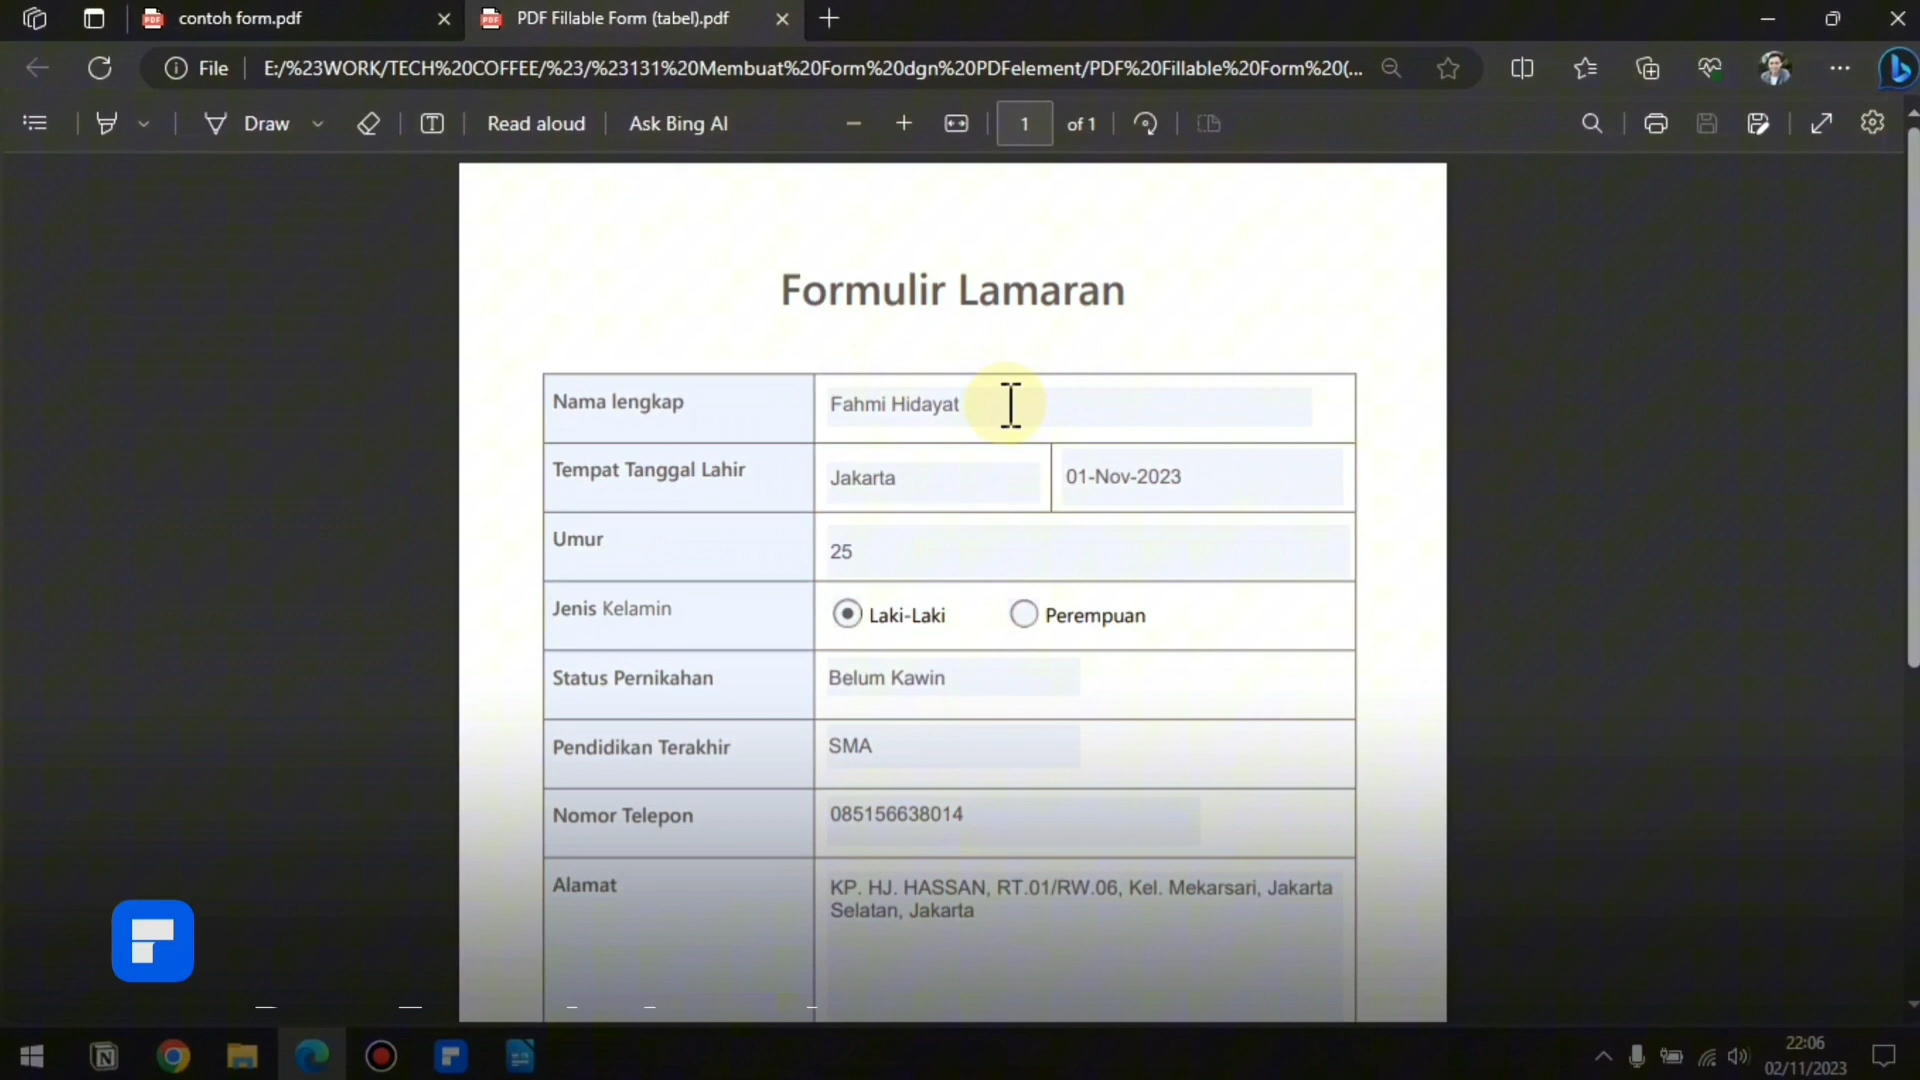 contoh form.pdf
PDF Fillable Form (tabel).pdf
File
E:/%23WORK/TECH%20COFFEE/%23/%23131%20Membuat%20Form%20dgn%20PDFelement/PDF%20Fillable%20Form%20(...
Draw
Read aloud
Ask Bing AI
1
of 1
Formulir Lamaran
Nama lengkap
Fahmi Hidayat
Tempat Tanggal Lahir
Jakarta
01-Nov-2023
Umur
25
Jenis Kelamin
Laki-Laki
Perempuan
Status Pernikahan
Belum Kawin
Pendidikan Terakhir
SMA
Nomor Telepon
085156638014
Alamat
KP. HJ. HASSAN, RT.01/RW.06, Kel. Mekarsari, Jakarta
Selatan, Jakarta
22:06
02/11/2023